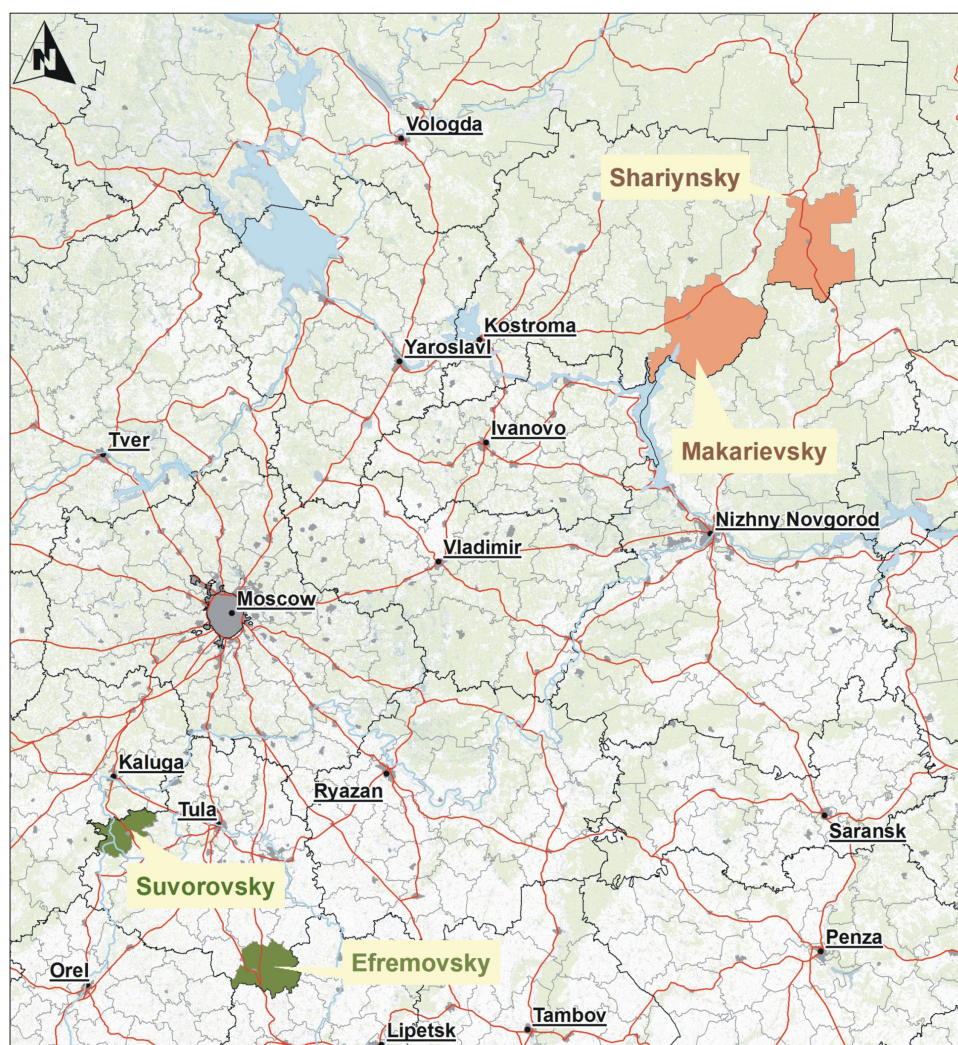 N
Vologda
Shariynsky
Kostroma
Yaroslavl
Ivanovo
Tver
Makarievsky
Nizhny Novgorod
Vladimir
Moscow
Kaluga
Ryazan
Tula
Saransk
Suvorovsky
Penza
Efremovsky
Orel
Tambov
Lipetsk